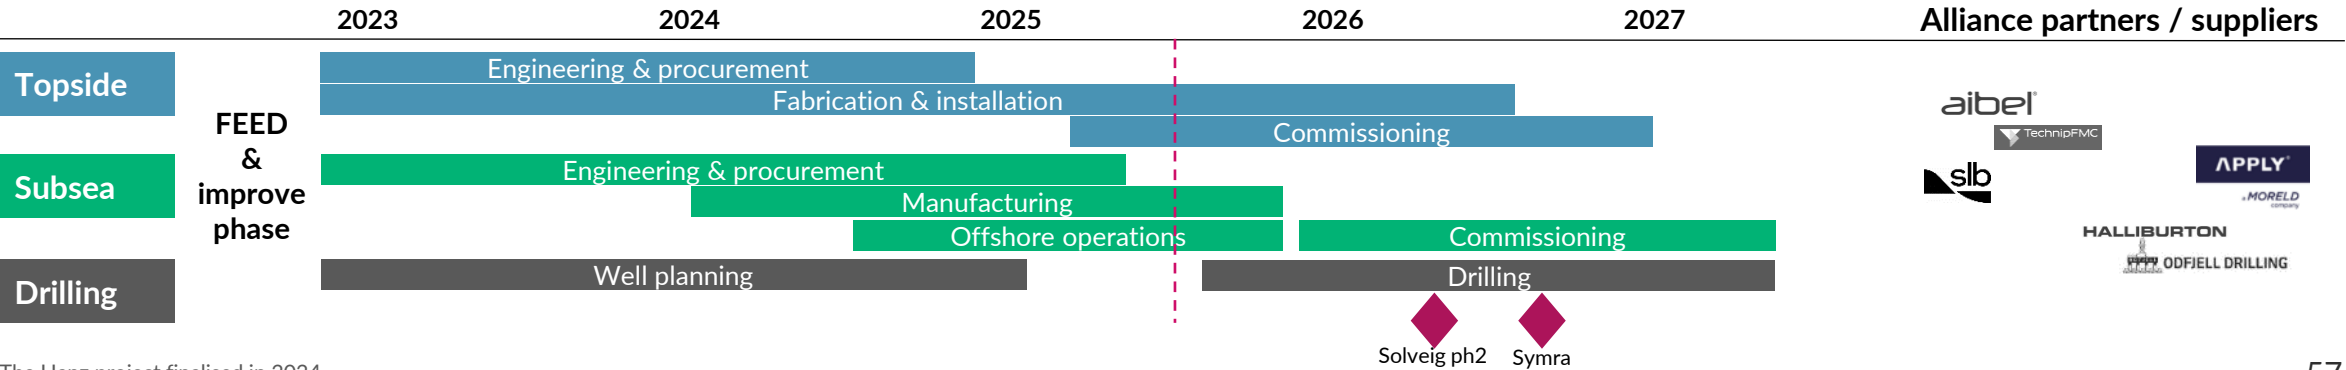 2023 2024 2025 2026 2027 Alliance partners / suppliers
Topside
Engineering & procurement
Fabrication & installation
Commissioning
FEED
&
improve
phase
Subsea
Engineering & procurement
Manufacturing
Offshore operations
Commissioning
Drilling
Well planning
Drilling
Solveig ph2
Symra
aibel
TechnipFMC
slb
APPLY
MORELD
company
HALLIBURTON
ODFJELL DRILLING